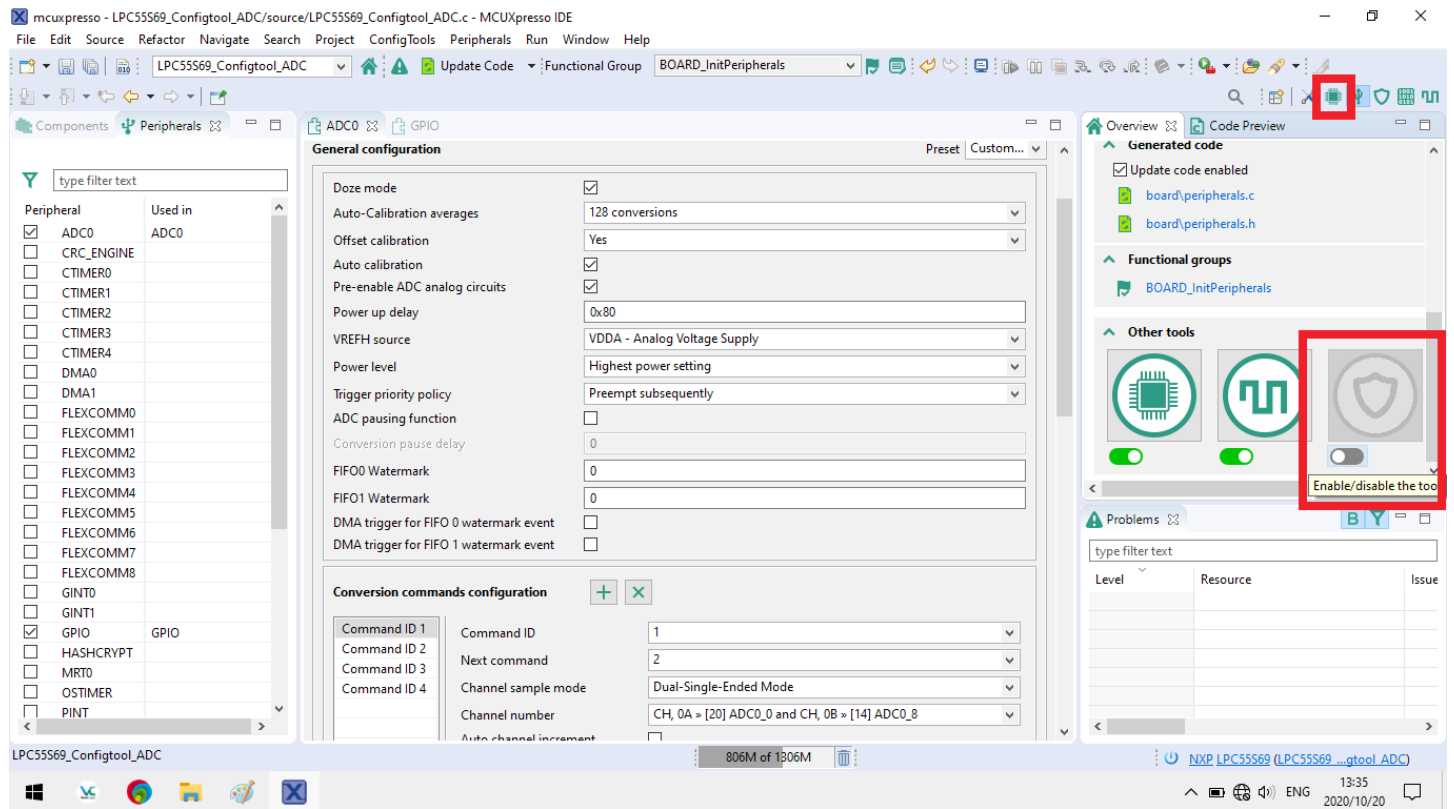 mcuxpresso - LPC55S69_Configtool_ADC/source/LPC55S69_Configtool_ADC.c - MCUXpresso IDE
File Edit Source Refactor Navigate Search Project ConfigTools Peripherals Run Window Help
LPC55S69_Configtool_ADC Update Code Functional Group BOARD_InitPeripherals
Components Peripherals
type filter text
Peripheral Used in
ADC0 ADC0
CRC_ENGINE
CTIMER0
CTIMER1
CTIMER2
CTIMER3
CTIMER4
DMA0
DMA1
FLEXCOMM0
FLEXCOMM1
FLEXCOMM2
FLEXCOMM3
FLEXCOMM4
FLEXCOMM5
FLEXCOMM6
FLEXCOMM7
FLEXCOMM8
GINT0
GINT1
GPIO GPIO
HASHCRYPT
MRT0
OSTIMER
PINT
ADC0 GPIO
General configuration Preset Custom...
Doze mode
Auto-Calibration averages 128 conversions
Offset calibration Yes
Auto calibration
Pre-enable ADC analog circuits
Power up delay 0x80
VREFH source VDDA - Analog Voltage Supply
Power level Highest power setting
Trigger priority policy Preempt subsequently
ADC pausing function
Conversion pause delay 0
FIFO0 Watermark 0
FIFO1 Watermark 0
DMA trigger for FIFO 0 watermark event
DMA trigger for FIFO 1 watermark event
Conversion commands configuration
Command ID 1
Command ID 2
Command ID 3
Command ID 4
Command ID 1
Next command 2
Channel sample mode Dual-Single-Ended Mode
Channel number CH, 0A » [20] ADC0_0 and CH, 0B » [14] ADC0_8
Auto channel increment
Overview Code Preview
Generated code
Update code enabled
board\peripherals.c
board\peripherals.h
Functional groups
BOARD_InitPeripherals
Other tools
Enable/disable the too
Problems
B
type filter text
Level Resource Issue
LPC55S69_Configtool_ADC 806M of 1306M NXP LPC55S69 (LPC55S69_...gtool_ADC)
ENG 13:35
2020/10/20